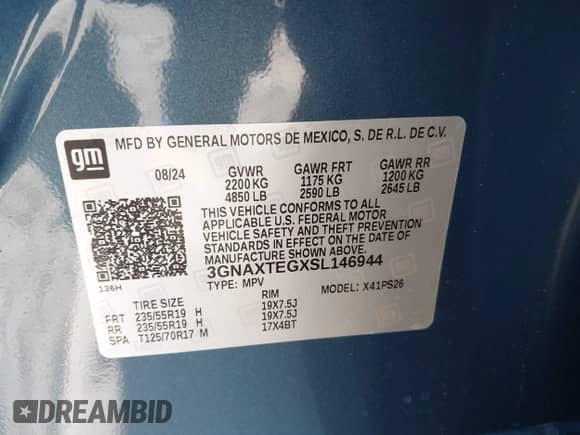 gm MFD BY GENERAL MOTORS DE MEXICO, S. DE R.L. DE C.V.
08/24 GVWR GAWR FRT GAWR RR
2200 KG 1175 KG 1200 KG
4850 LB 2590 LB 2645 LB
THIS VEHICLE CONFORMS TO ALL
APPLICABLE U.S. FEDERAL MOTOR
VEHICLE SAFETY AND THEFT PREVENTION
STANDARDS IN EFFECT ON THE DATE OF
MANUFACTURE SHOWN ABOVE.
3GNAXTEGXSL146944
136H
TYPE: MPV MODEL: X41PS26
TIRE SIZE RIM
FRT 235/55R19 H 19X7.5J
RR 235/55R19 H 19X7.5J
SPA T125/70R17 M 17X4BT
DREAMBID